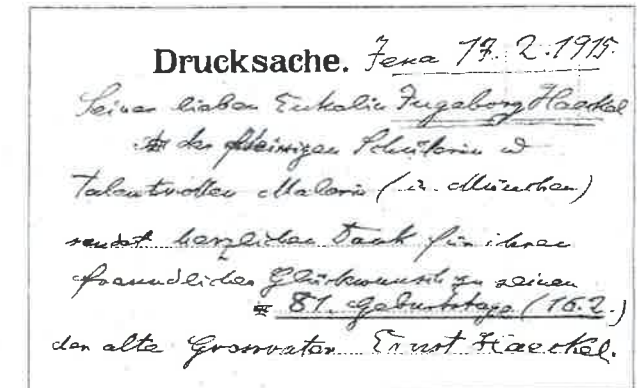 Drucksache. Jena 17. 2. 1915.
Seiner lieben Enkelin Ingeborg Haeckel
der fleissigen Schülerin u
talentvollen Malerin (in München)
sendet herzlichen Dank für ihren
freundlichen Glückwunsch zu seinem
81. Geburtstage (16.2.)
der alte Grossvater Ernst Haeckel.